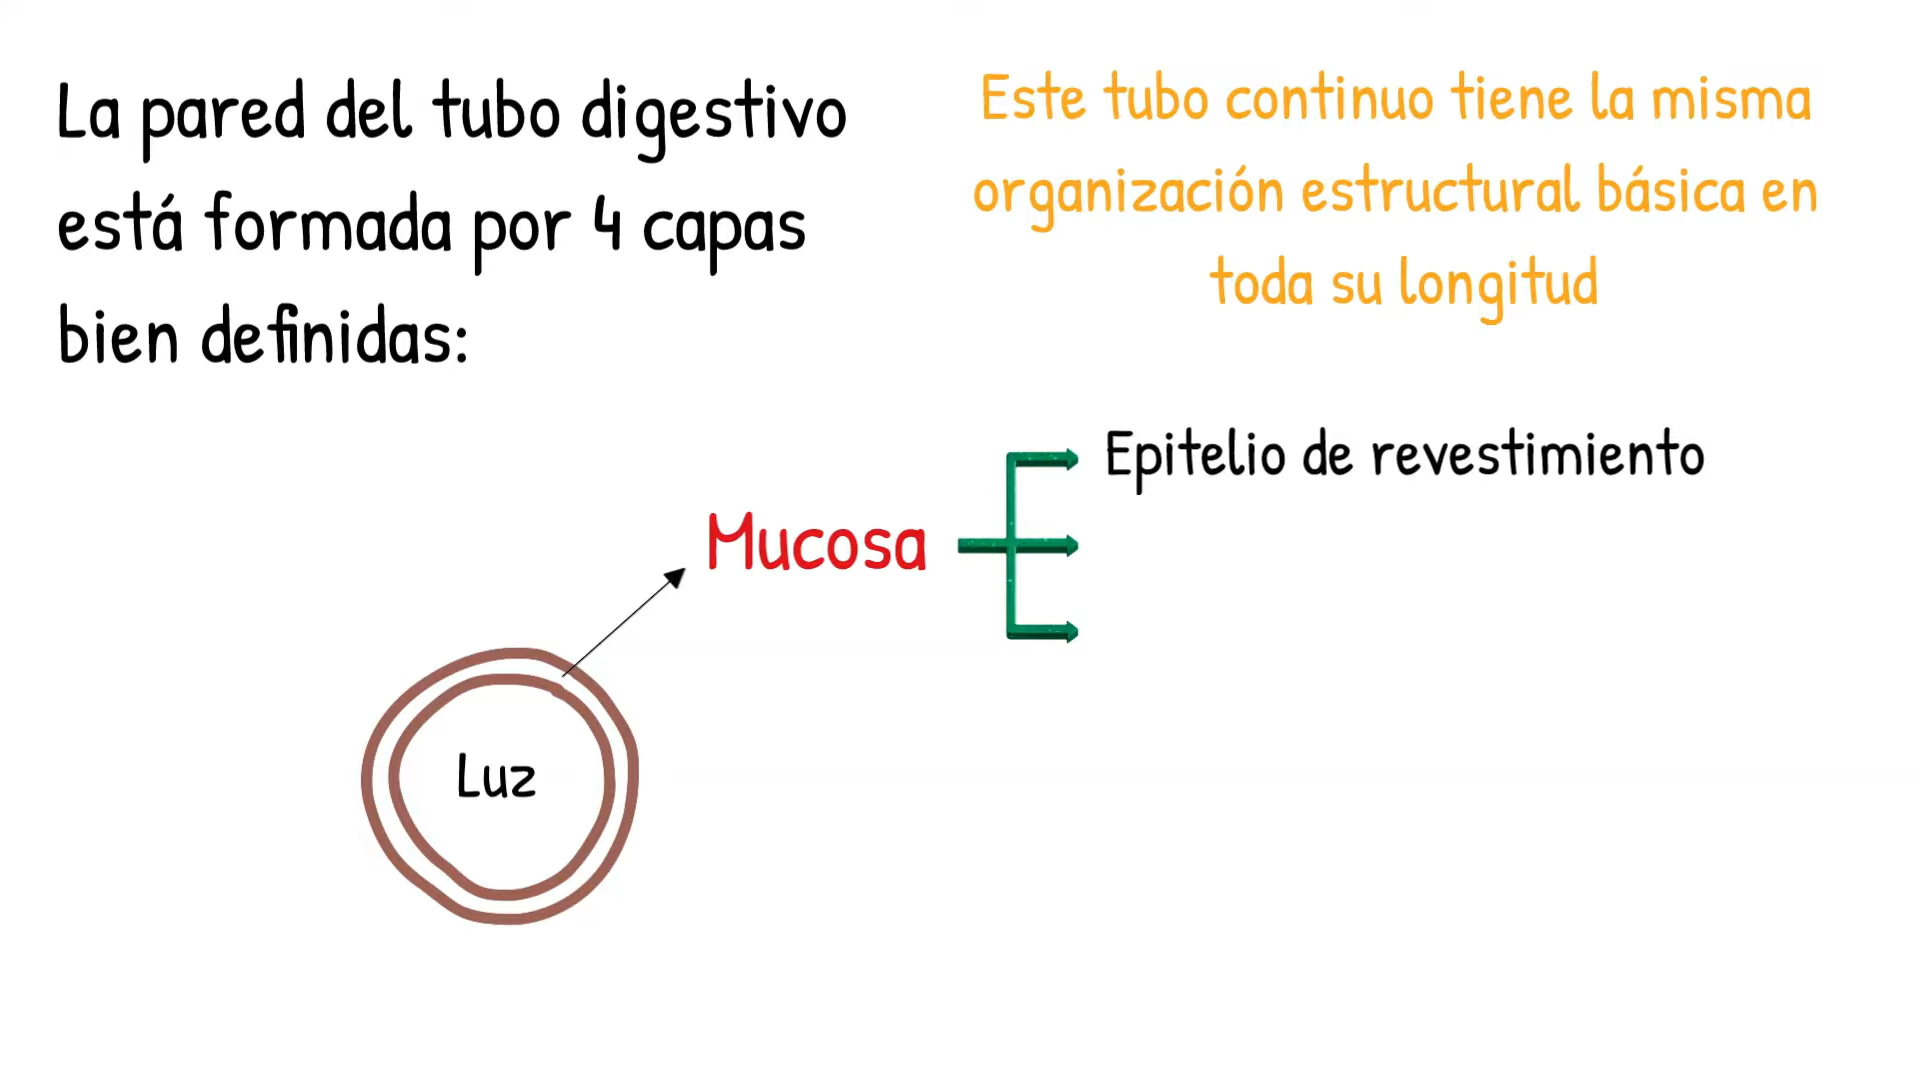 La pared del tubo digestivo
está formada por 4 capas
bien definidas:
Este tubo continuo tiene la misma
organización estructural básica en
toda su longitud
Epitelio de revestimiento
Mucosa
Luz